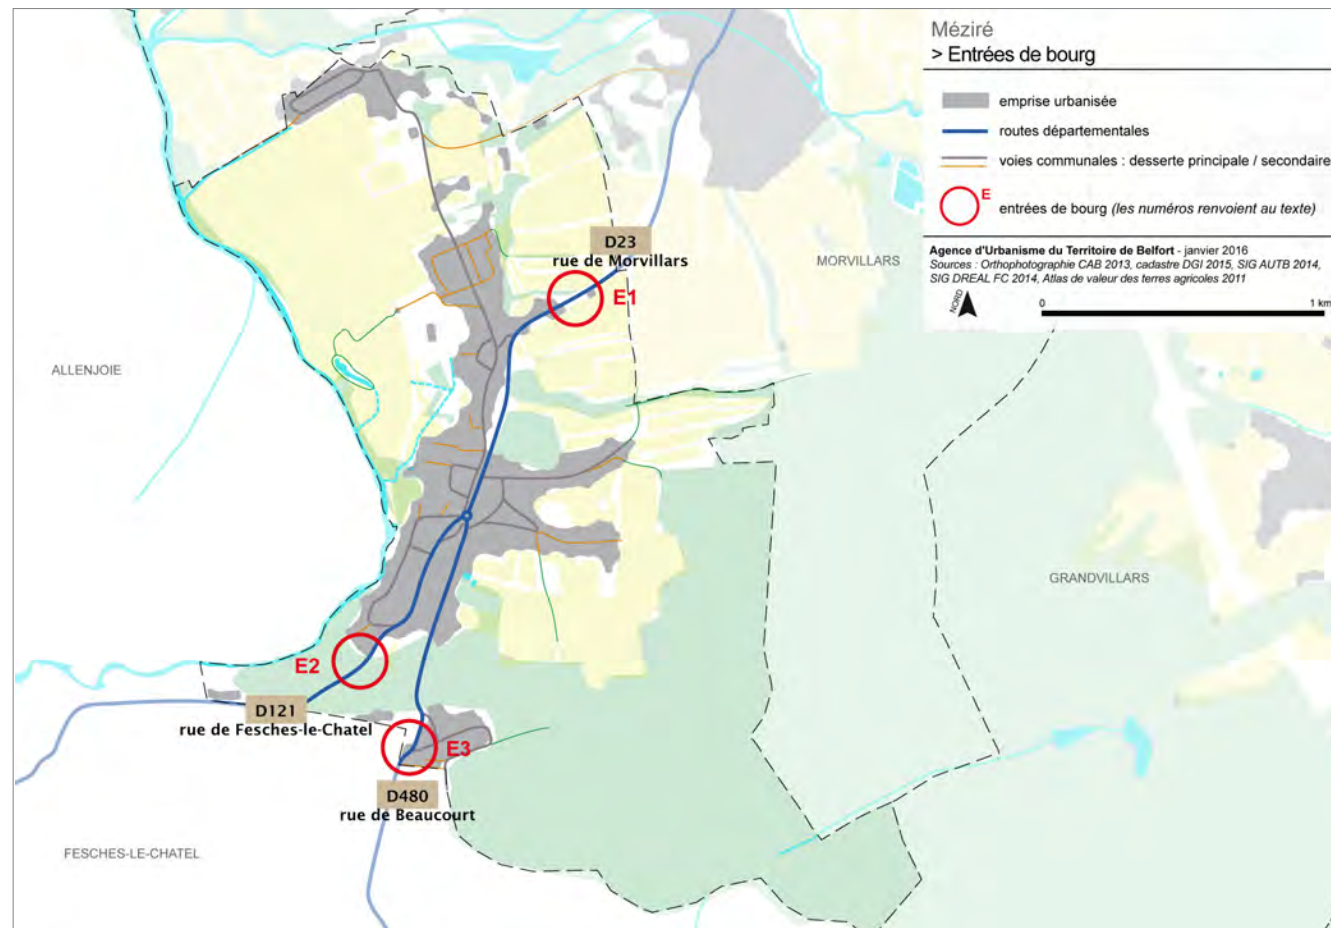 Méziré
> Entrées de bourg
emprise urbanisée
routes départementales
voies communales : desserte principale / secondaire
E
entrées de bourg (les numéros renvoient au texte)
Agence d'Urbanisme du Territoire de Belfort - janvier 2016
Sources : Orthophotographie CAB 2013, cadastre DGI 2015, SIG AUTB 2014,
SIG DREAL FC 2014, Atlas de valeur des terres agricoles 2011
NORD
0
1 km
D23
rue de Morvillars
E1
MORVILLARS
ALLENJOIE
GRANDVILLARS
E2
D121
rue de Fesches-le-Chatel
E3
D480
rue de Beaucourt
FESCHES-LE-CHATEL